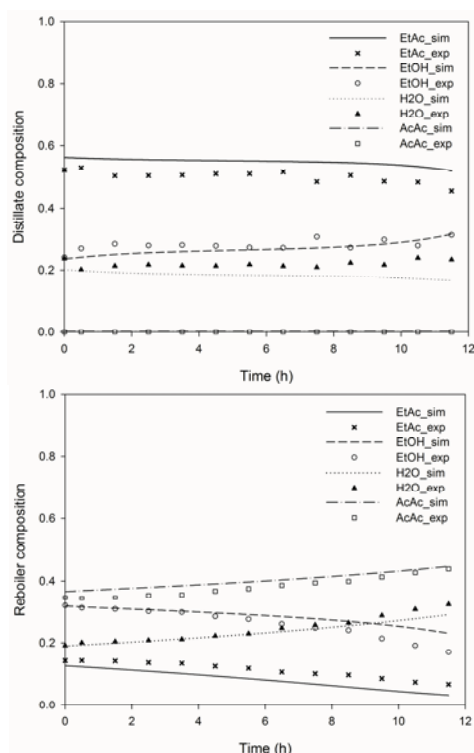 1.0
EtAc_sim
EtAc_exp
EtOH_sim
EtOH_exp
H2O_sim
H2O_exp
AcAc_sim
AcAc_exp
0.8
0.6
0.4
0.2
0.0
Distillate composition
0 2 4 6 8 10 12
Time (h)
1.0
EtAc_sim
EtAc_exp
EtOH_sim
EtOH_exp
H2O_sim
H2O_exp
AcAc_sim
AcAc_exp
0.8
0.6
0.4
0.2
0.0
Reboiler composition
0 2 4 6 8 10 12
Time (h)